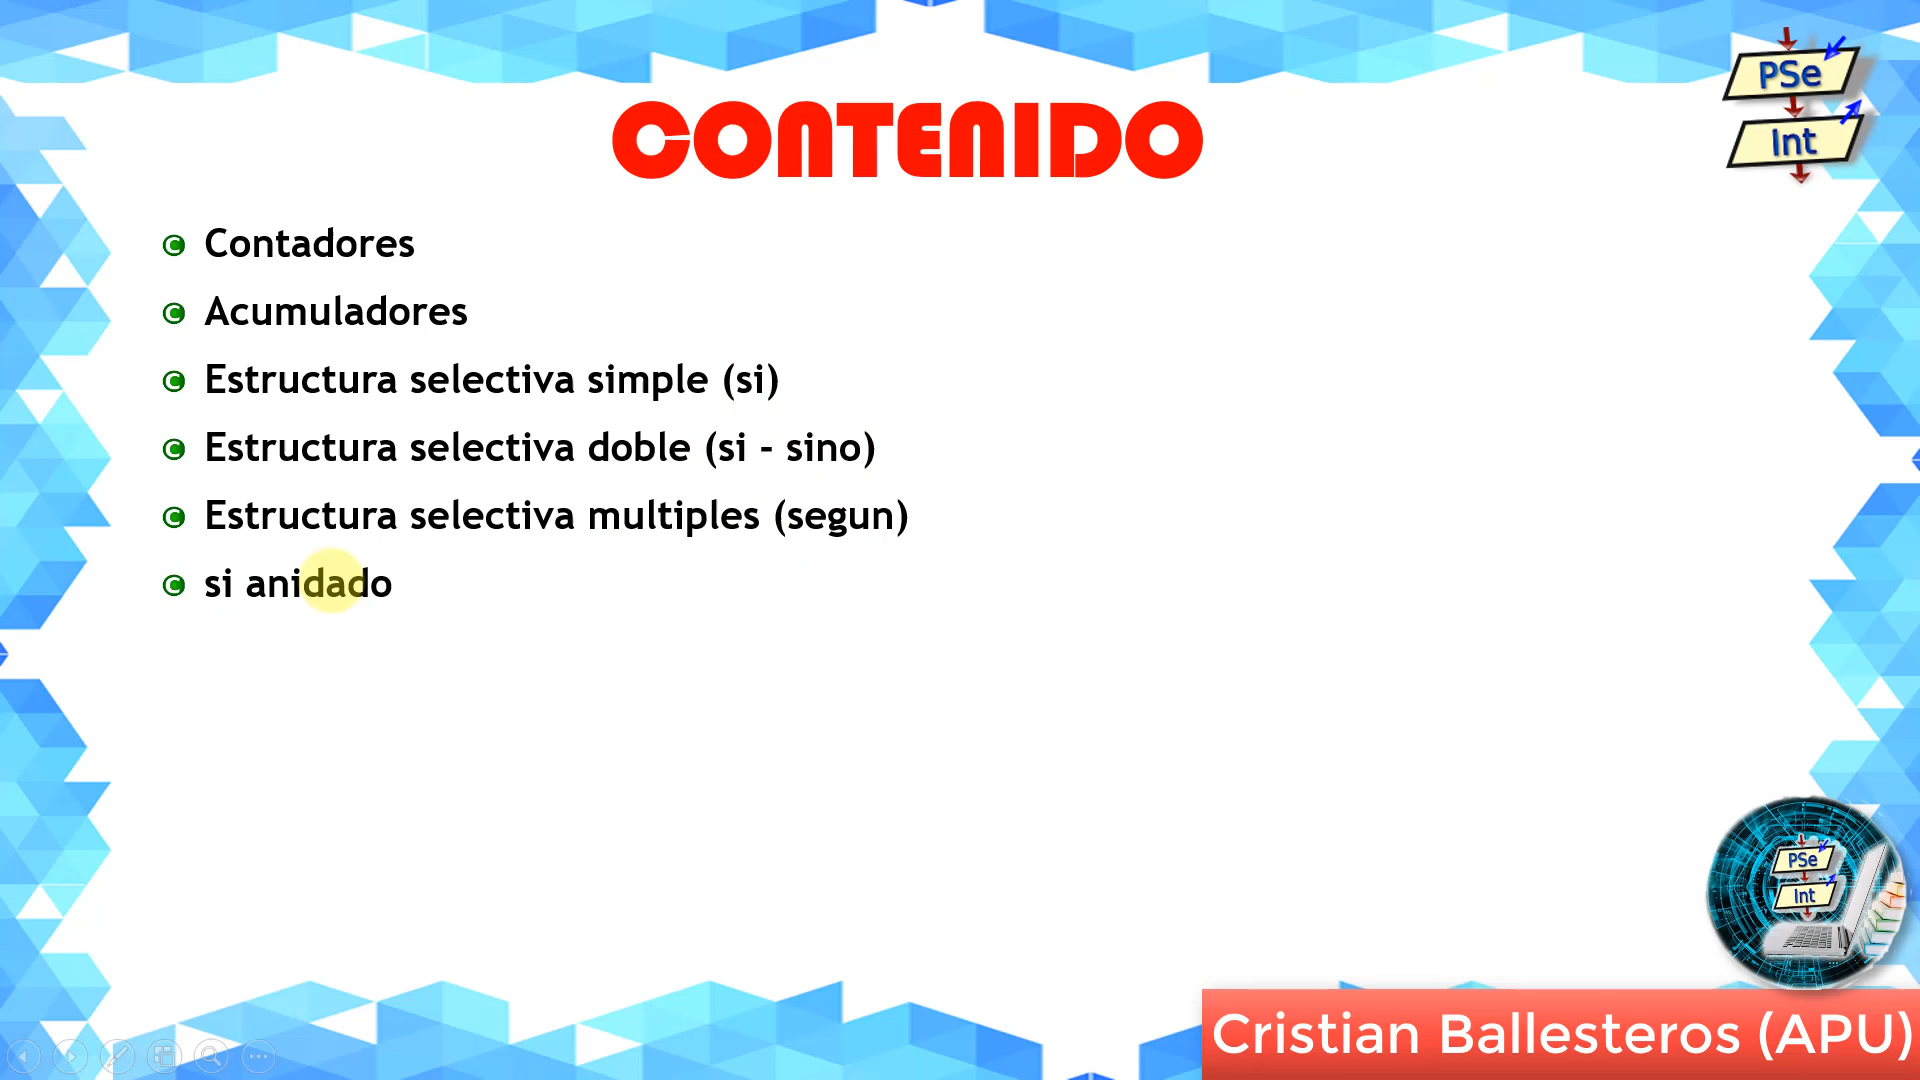 PSe
Int
CONTENIDO
Contadores
Acumuladores
Estructura selectiva simple (si)
Estructura selectiva doble (si - sino)
Estructura selectiva multiples (segun)
si anidado
PSe
Int
Cristian Ballesteros (APU)